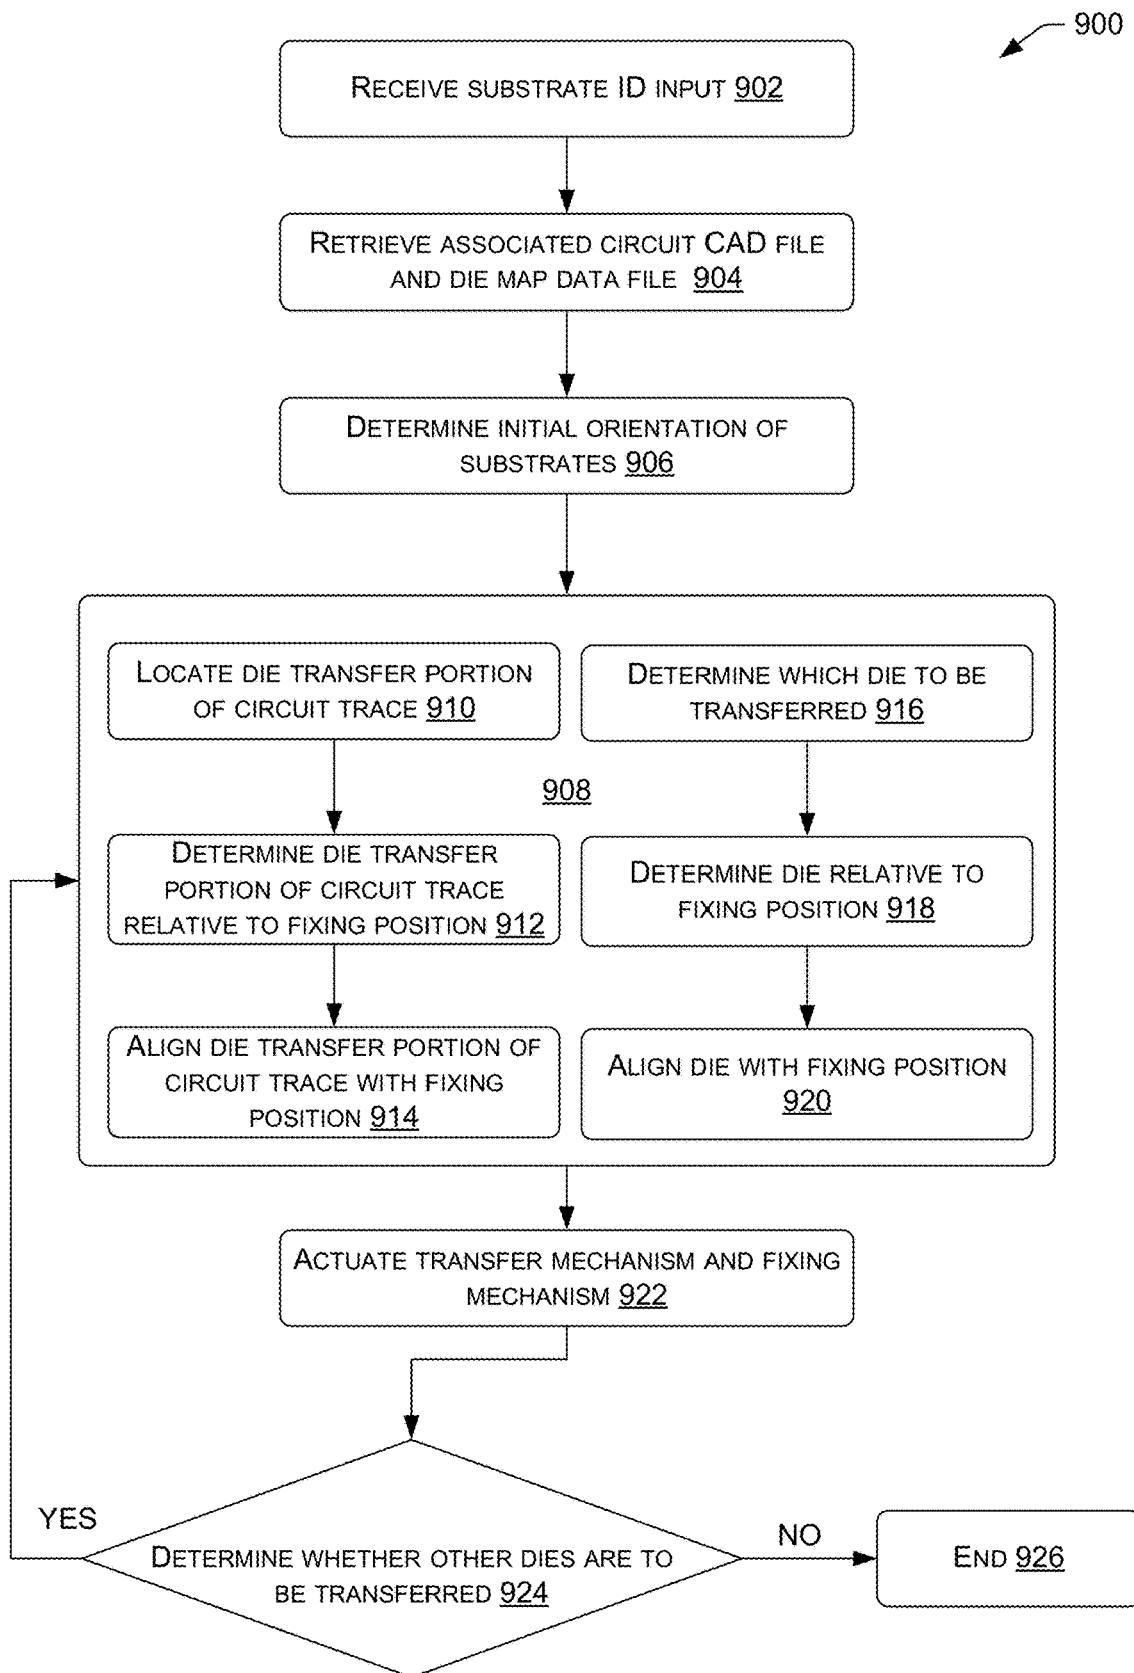 900
RECEIVE SUBSTRATE ID INPUT 902
RETRIEVE ASSOCIATED CIRCUIT CAD FILE
AND DIE MAP DATA FILE 904
DETERMINE INITIAL ORIENTATION OF
SUBSTRATES 906
LOCATE DIE TRANSFER PORTION
OF CIRCUIT TRACE 910
DETERMINE DIE TRANSFER
PORTION OF CIRCUIT TRACE
RELATIVE TO FIXING POSITION 912
ALIGN DIE TRANSFER PORTION OF
CIRCUIT TRACE WITH FIXING
POSITION 914
908
DETERMINE WHICH DIE TO BE
TRANSFERRED 916
DETERMINE DIE RELATIVE TO
FIXING POSITION 918
ALIGN DIE WITH FIXING POSITION
920
ACTUATE TRANSFER MECHANISM AND FIXING
MECHANISM 922
DETERMINE WHETHER OTHER DIES ARE TO
BE TRANSFERRED 924
YES
NO
END 926